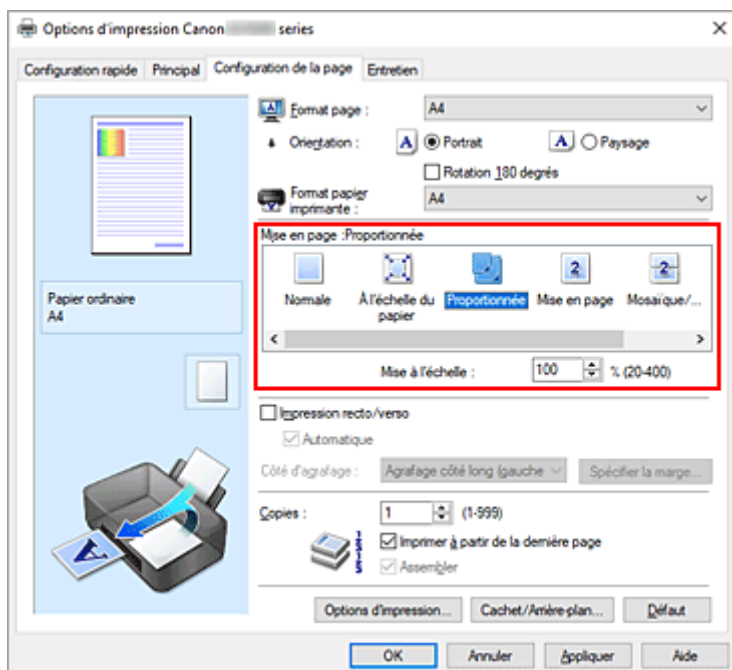 Options d'impression Canon series
Configuration rapide Principal Configuration de la page Entretien
Format page : A4
Orientation : A Portrait A Paysage
Rotation 180 degrés
Format papier imprimante : A4
Mise en page :Proportionnée
Normale À l'échelle du papier Proportionnée Mise en page Mosaïque/...
Mise à l'échelle : 100 % (20-400)
Papier ordinaire
A4
Impression recto/verso
Automatique
Côté d'agrafage : Agrafage côté long (gauche Spécifier la marge...
Copies : 1 (1-999)
Imprimer à partir de la dernière page
Assembler
Options d'impression... Cachet/Arrière-plan... Défaut
OK Annuler Appliquer Aide